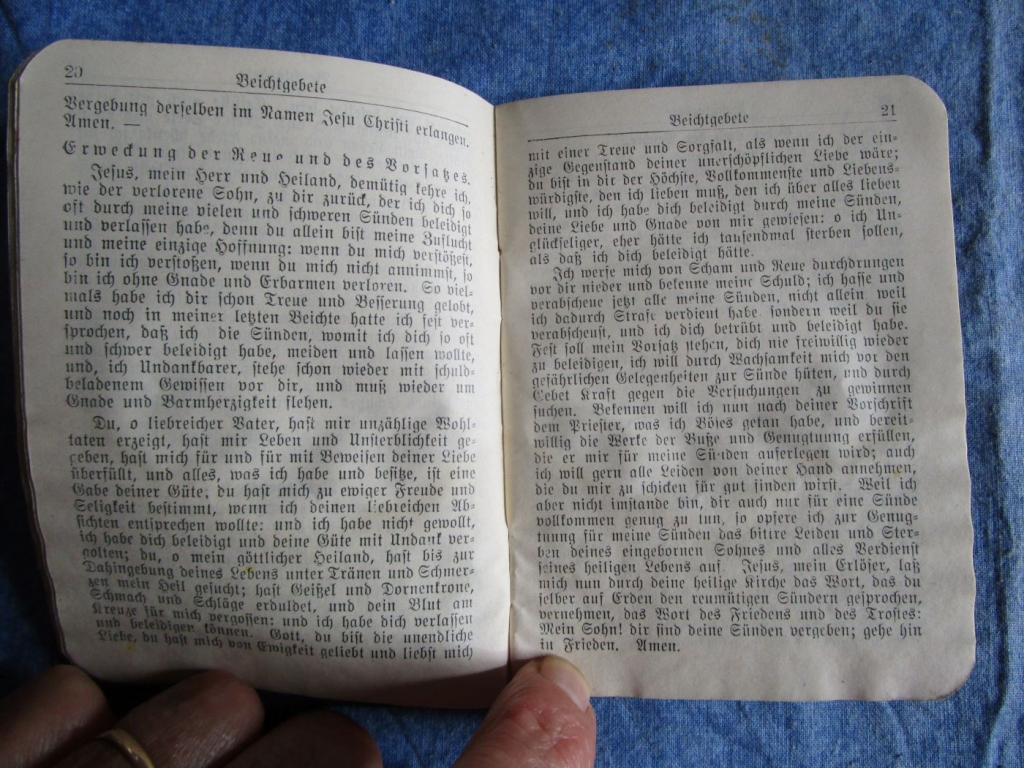 20
Beichtgebete
Vergebung derselben im Namen Jesu Christi erlangen.
Amen. —
Erweckung der Reue und des Vorsatzes.
Jesus, mein Herr und Heiland, demütig kehre ich,
wie der verlorene Sohn, zu dir zurück, der ich dich so
oft durch meine vielen und schweren Sünden beleidigt
und verlassen habe, denn du allein bist meine Zuflucht
und meine einzige Hoffnung: wenn du mich verstößest,
so bin ich verstoßen, wenn du mich nicht annimmst, so
bin ich ohne Gnade und Erbarmen verloren. So viel-
mals habe ich dir schon Treue und Besserung gelobt,
und noch in meiner letzten Beichte hatte ich fest ver-
sprochen, daß ich die Sünden, womit ich dich so oft
und schwer beleidigt habe, meiden und lassen wollte,
und, ich Undankbarer, stehe schon wieder mit schuld-
beladenem Gewissen vor dir, und muß wieder um
Gnade und Barmherzigkeit flehen.
Du, o liebreicher Vater, hast mir unzählige Wohl-
taten erzeigt, hast mir Leben und Unsterblichkeit ge-
geben, hast mich für und für mit Beweisen deiner Liebe
überfüllt, und alles, was ich habe und besitze, ist eine
Gabe deiner Güte, du hast mich zu ewiger Freude und
Seligkeit bestimmt, wenn ich deinen liebreichen Ab-
sichten entsprechen wollte: und ich habe nicht gewollt,
ich habe dich beleidigt und deine Güte mit Undank ver-
golten; du, o mein göttlicher Heiland, hast bis zur
Dahingebung deines Lebens unter Tränen und Schmer-
zen mein Heil gesucht; hast Geißel und Dornenkrone,
Schmach und Schläge erduldet, und dein Blut am
Kreuze für mich vergossen: und ich habe dich verlassen
und beleidigen können. Gott, du bist die unendliche
Liebe, du hast mich von Ewigkeit geliebt und liebst mich
Beichtgebete
21
mit einer Treue und Sorgfalt, als wenn ich der ein-
zige Gegenstand deiner unerschöpflichen Liebe wäre;
du bist in dir der Höchste, Vollkommenste und Liebens-
würdigste, den ich lieben muß, den ich über alles lieben
will, und ich habe dich beleidigt durch meine Sünden,
deine Liebe und Gnade von mir gewiesen: o ich Un-
glückseliger, eher hätte ich tausendmal sterben sollen,
als daß ich dich beleidigt hätte.
Ich werfe mich von Scham und Reue durchdrungen
vor dir nieder und bekenne meine Schuld; ich hasse und
verabscheue jetzt alle meine Sünden, nicht allein weil
ich dadurch Strafe verdient habe sondern weil du sie
verabscheust, und ich dich betrübt und beleidigt habe.
Fest soll mein Vorsatz stehen, dich nie freiwillig wieder
zu beleidigen, ich will durch Wachsamkeit mich vor den
gefährlichen Gelegenheiten zur Sünde hüten, und durch
Gebet Kraft gegen die Versuchungen zu gewinnen
suchen. Bekennen will ich nun nach deiner Vorschrift
dem Priester, was ich Böses getan habe, und bereit-
willig die Werke der Buße und Genugtuung erfüllen,
die er mir für meine Sünden auferlegen wird; auch
ich will gern alle Leiden von deiner Hand annehmen,
die du mir zu schicken für gut finden wirst. Weil ich
aber nicht imstande bin, dir auch nur für eine Sünde
vollkommen genug zu tun, so opfere ich zur Genug-
tuung für meine Sünden das bittre Leiden und Ster-
ben deines eingebornen Sohnes und alles Verdienst
seines heiligen Lebens auf. Jesus, mein Erlöser, laß
mich nun durch deine heilige Kirche das Wort, das du
selber auf Erden den reumütigen Sündern gesprochen,
vernehmen, das Wort des Friedens und des Trostes:
Mein Sohn! dir sind deine Sünden vergeben; gehe hin
in Frieden. Amen.